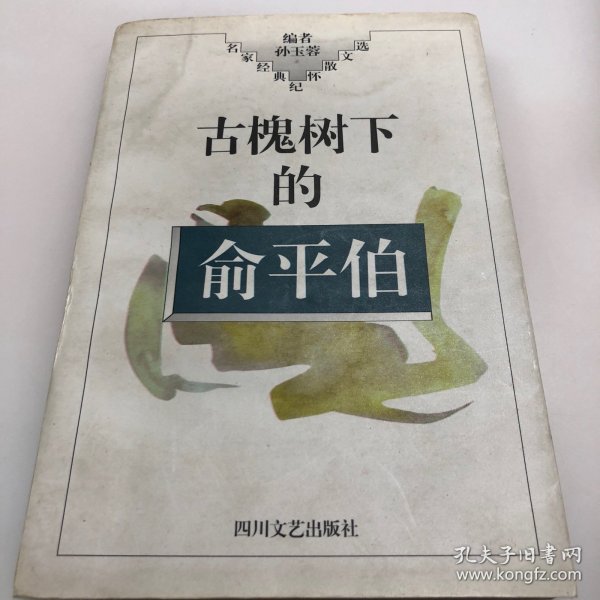 编者
孙玉蓉
名家经典纪怀散文选
古槐树下
的
俞平伯
四川文艺出版社
孔夫子旧书网
www.kongfz.com